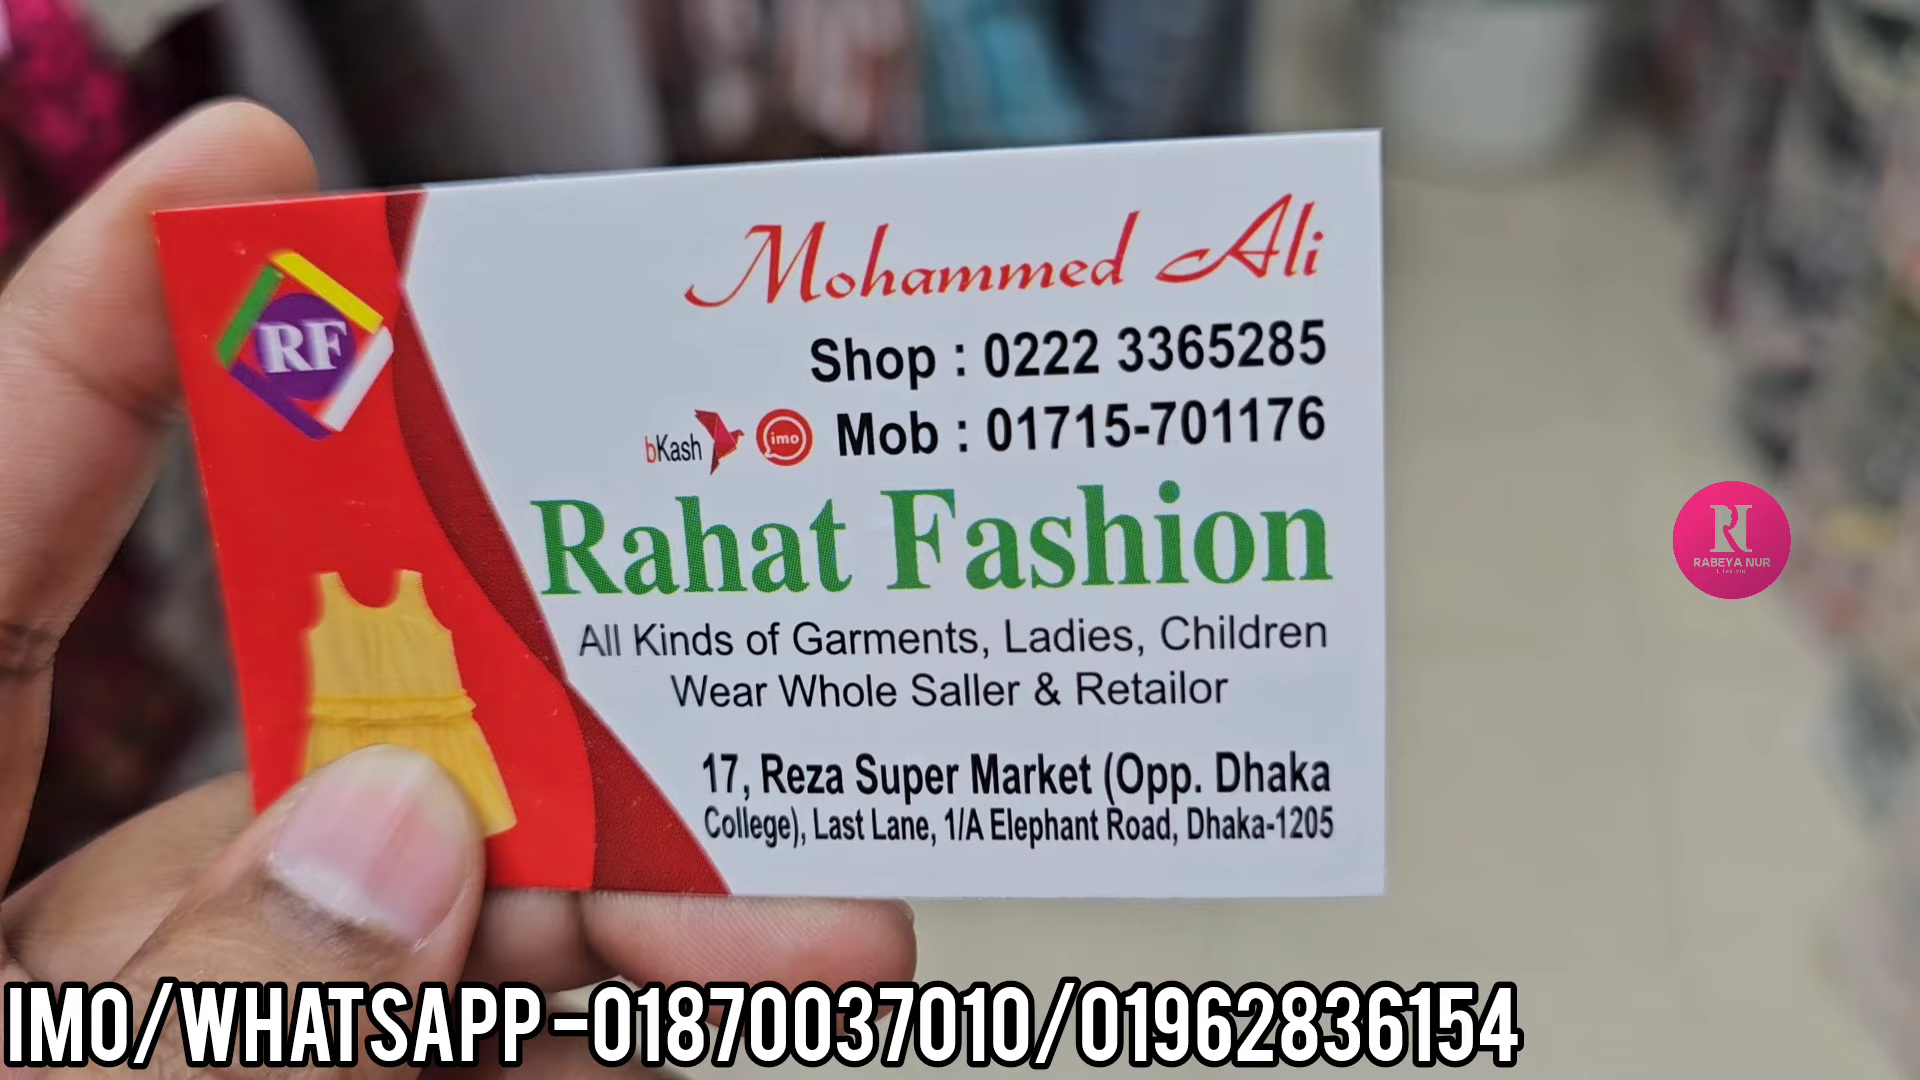 RF
Mohammed Ali
Shop : 0222 3365285
bKash imo Mob : 01715-701176
Rahat Fashion
All Kinds of Garments, Ladies, Children
Wear Whole Saller & Retailor
17, Reza Super Market (Opp. Dhaka
College), Last Lane, 1/A Elephant Road, Dhaka-1205
RN
RABEYA NUR
IMO/WHATSAPP-01870037010/01962836154